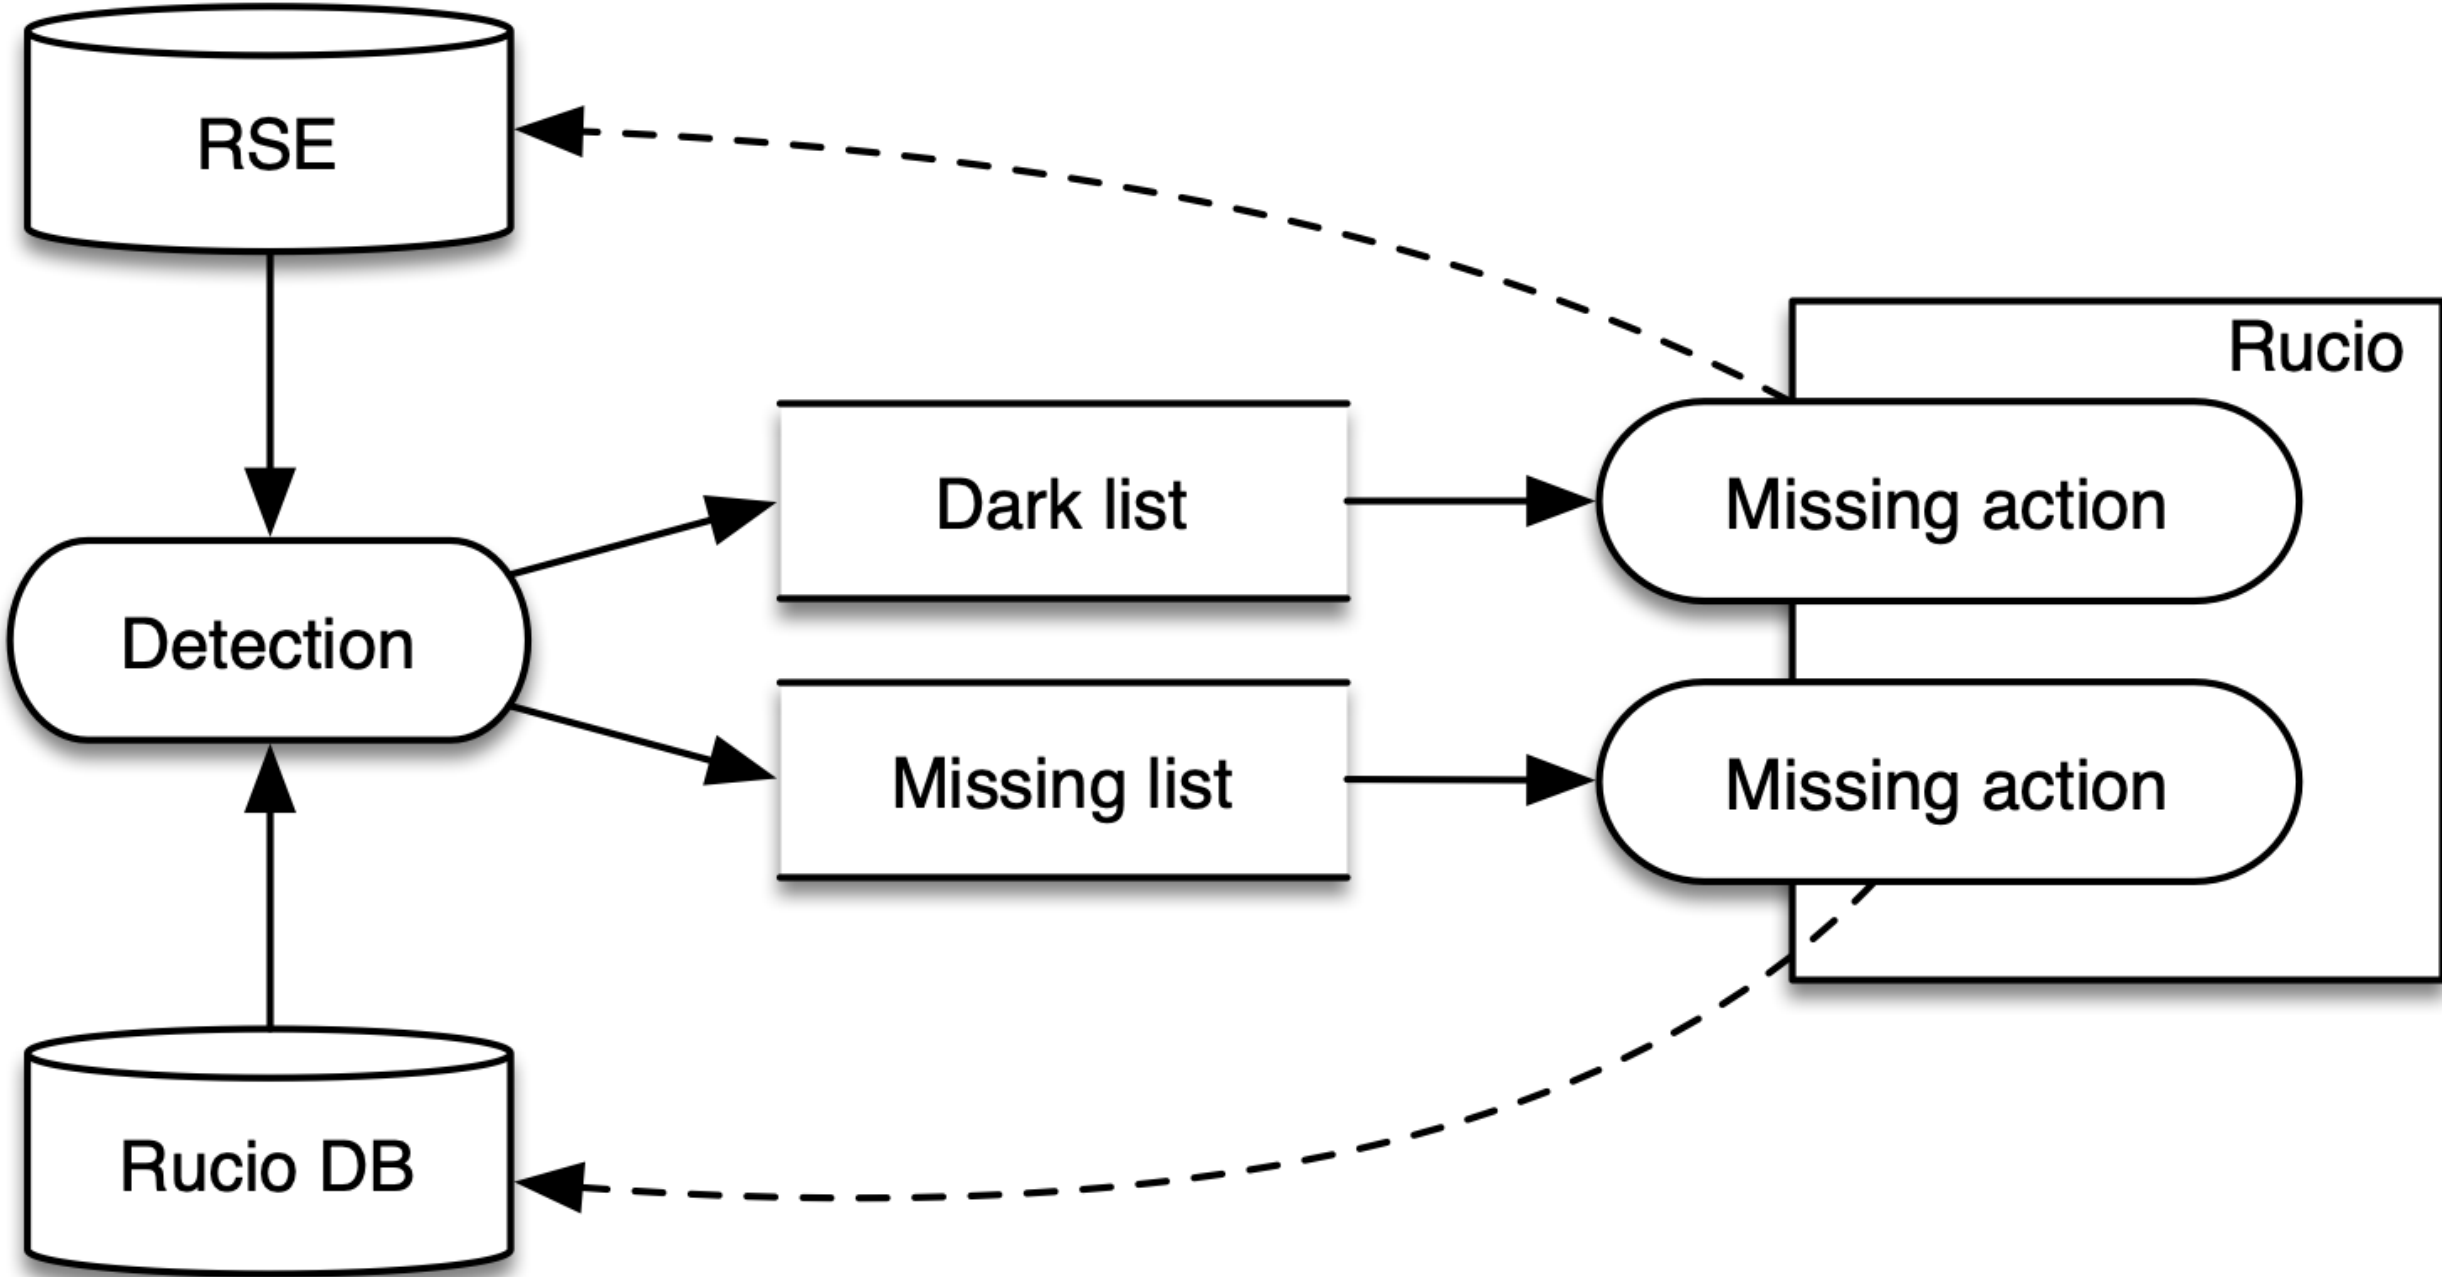 RSE
Rucio
Dark list
Missing action
Detection
Missing list
Missing action
Rucio DB